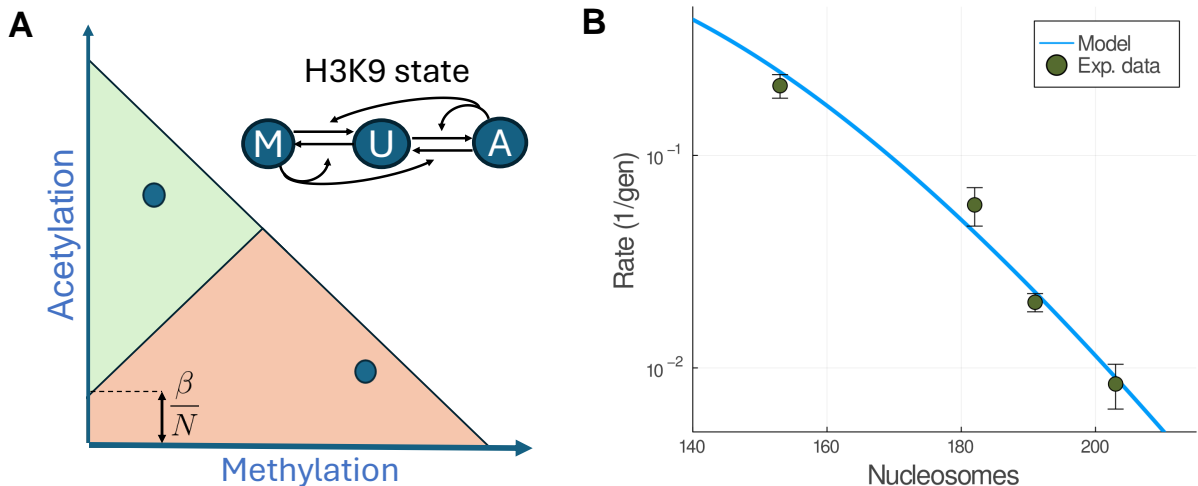 A
Acetylation
H3K9 state
M U A
β
N
Methylation
B
Rate (1/gen)
10⁻¹
10⁻²
140 160 180 200
Nucleosomes
Model
Exp. data